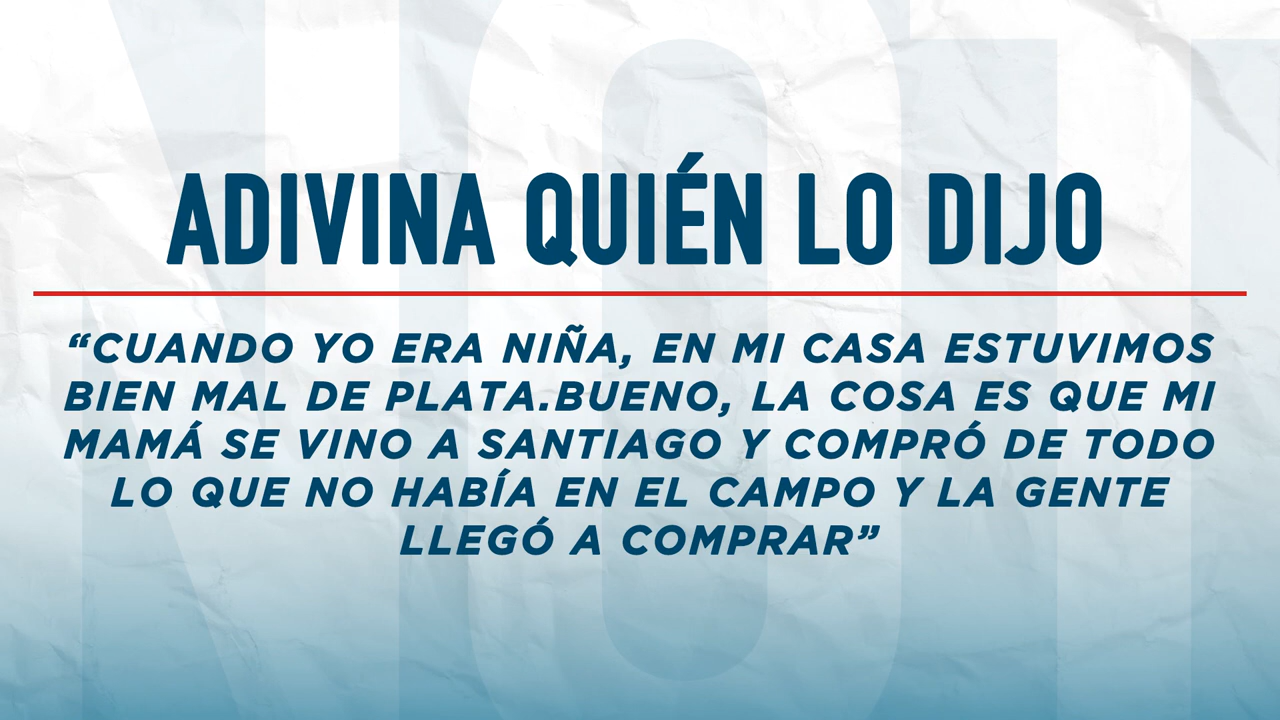 ADIVINA QUIÉN LO DIJO
“CUANDO YO ERA NIÑA, EN MI CASA ESTUVIMOS
BIEN MAL DE PLATA.BUENO, LA COSA ES QUE MI
MAMÁ SE VINO A SANTIAGO Y COMPRÓ DE TODO
LO QUE NO HABÍA EN EL CAMPO Y LA GENTE
LLEGÓ A COMPRAR”